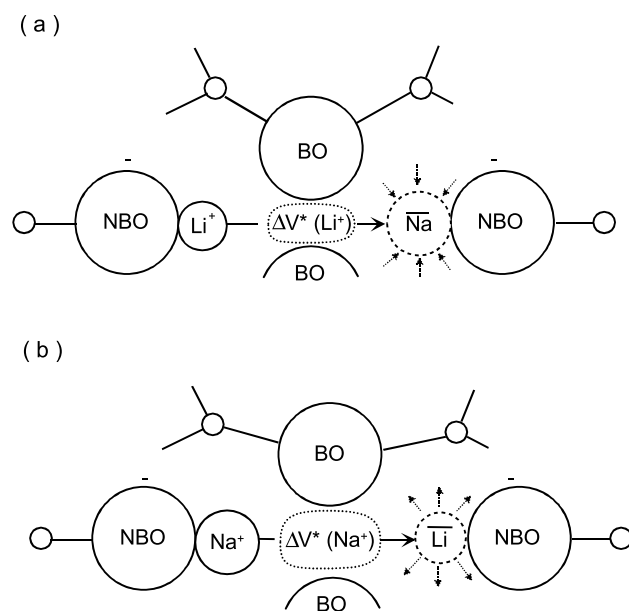 ( a )
BO
-
-
NBO
Li⁺
ΔV* (Li⁺)
N̅a̅
NBO
BO
( b )
BO
-
-
NBO
Na⁺
ΔV* (Na⁺)
L̅i̅
NBO
BO